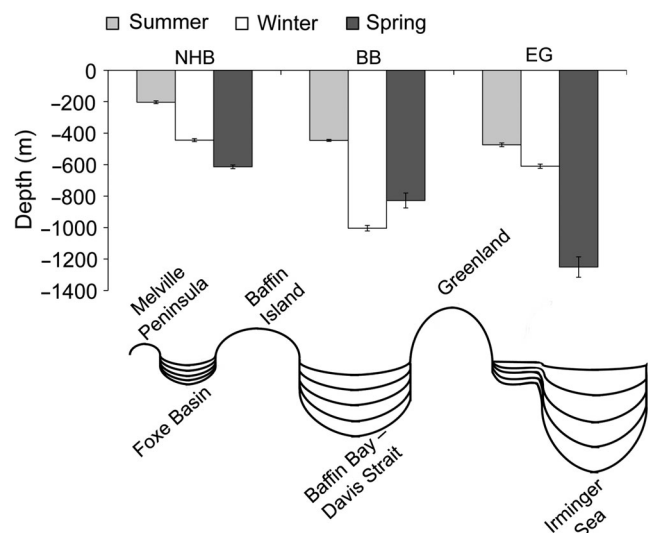 Summer Winter Spring
NHB BB EG
Depth (m)
0
−200
−400
−600
−800
−1000
−1200
−1400
Melville
Peninsula
Baffin
Island
Greenland
Foxe Basin
Baffin Bay –
Davis Strait
Irminger
Sea